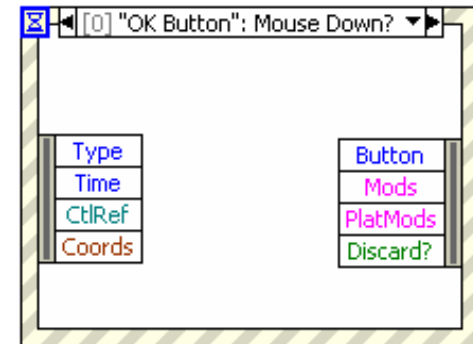 [0] "OK Button": Mouse Down?
Type
Time
CtlRef
Coords
Button
Mods
PlatMods
Discard?